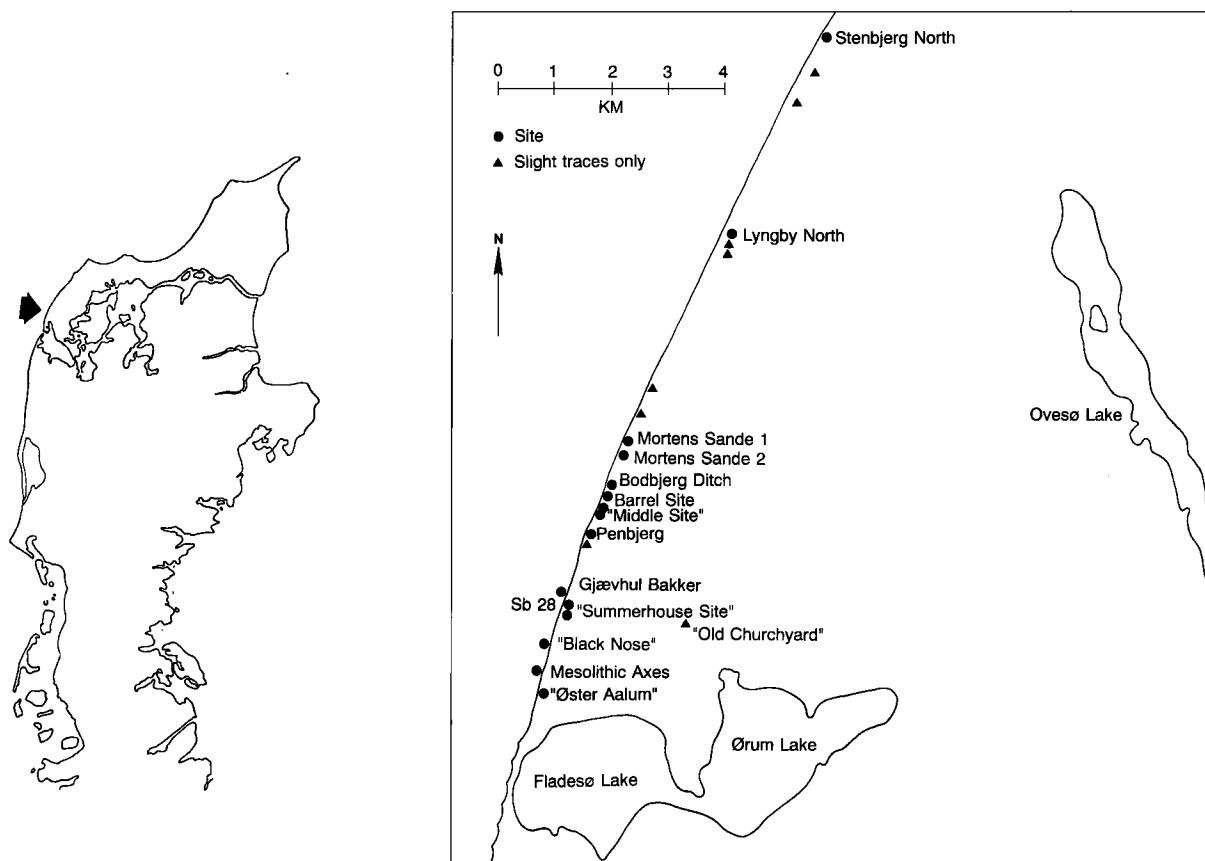 Stenbjerg North
0 1 2 3 4
KM
Site
Slight traces only
N
Lyngby North
Ovesø Lake
Mortens Sande 1
Mortens Sande 2
Bodbjerg Ditch
Barrel Site
"Middle Site"
Penbjerg
Gjævhul Bakker
Sb 28
"Summerhouse Site"
"Old Churchyard"
"Black Nose"
Mesolithic Axes
"Øster Aalum"
Ørum Lake
Fladesø Lake